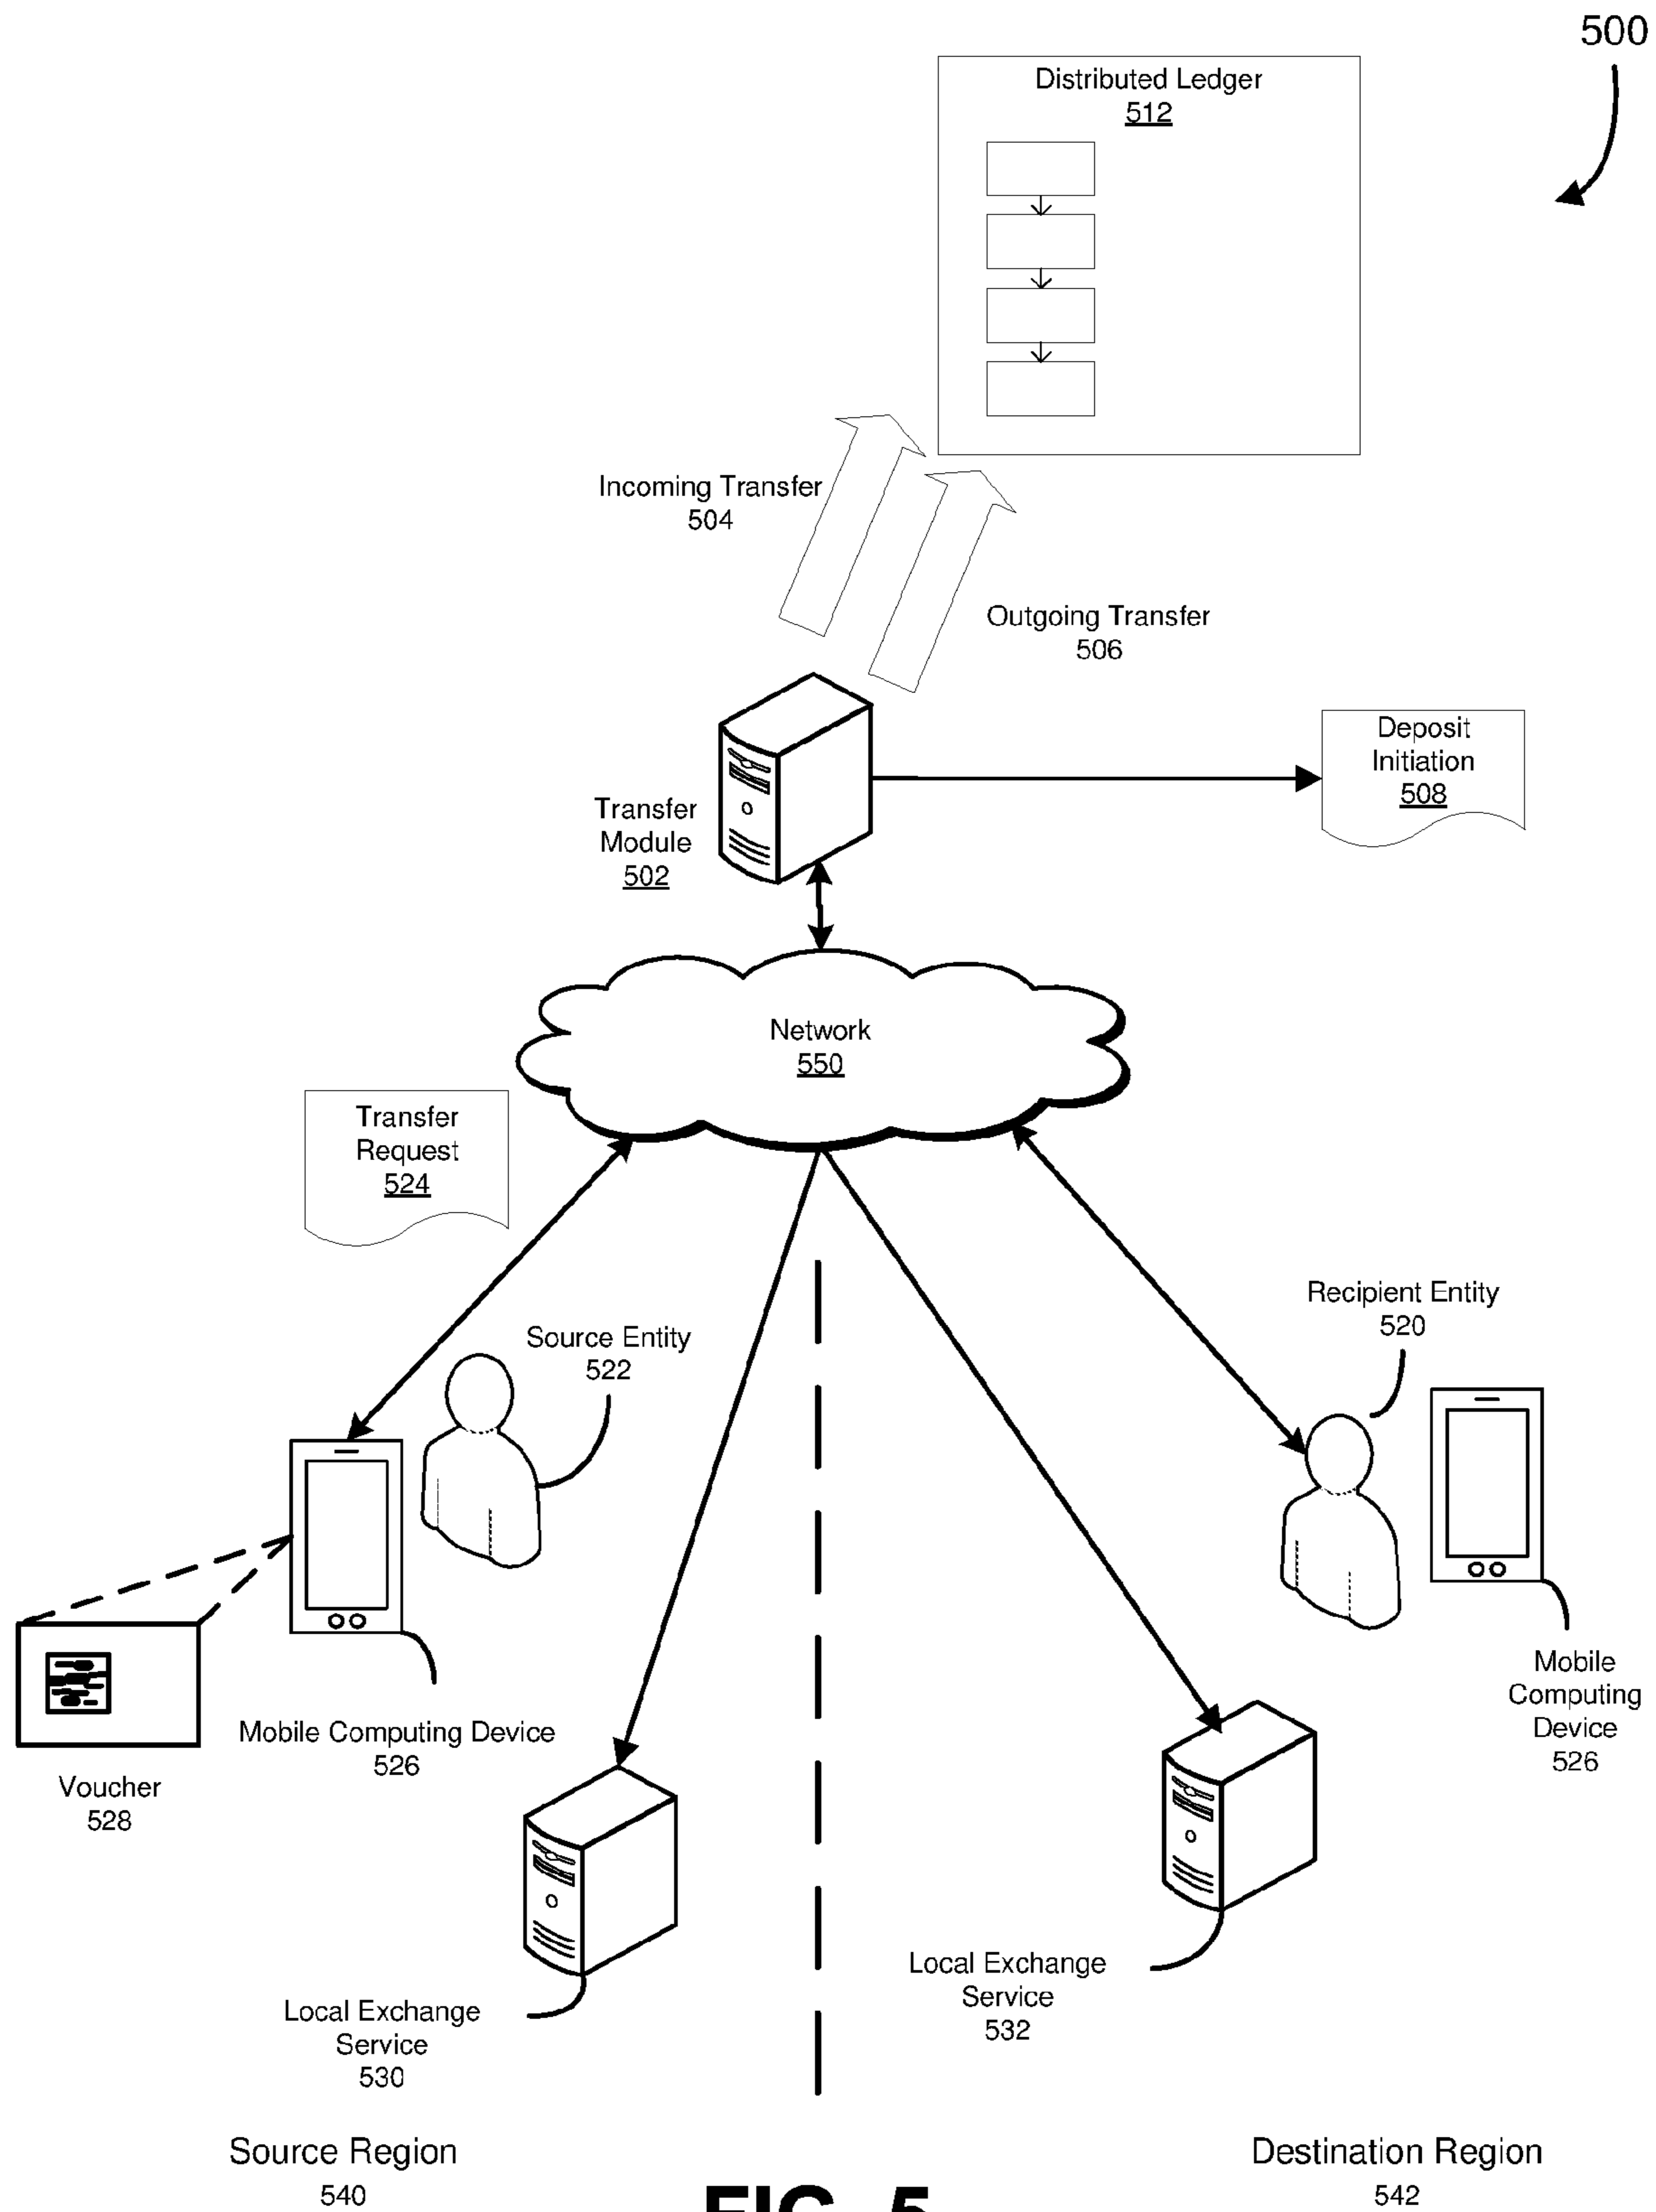 500
Distributed Ledger
512
Incoming Transfer
504
Outgoing Transfer
506
Deposit
Initiation
508
Transfer
Module
502
Network
550
Transfer
Request
524
Recipient Entity
520
Source Entity
522
Mobile
Computing
Device
526
Mobile Computing Device
526
Voucher
528
Local Exchange
Service
532
Local Exchange
Service
530
Source Region
540
Destination Region
542
FIG. 5